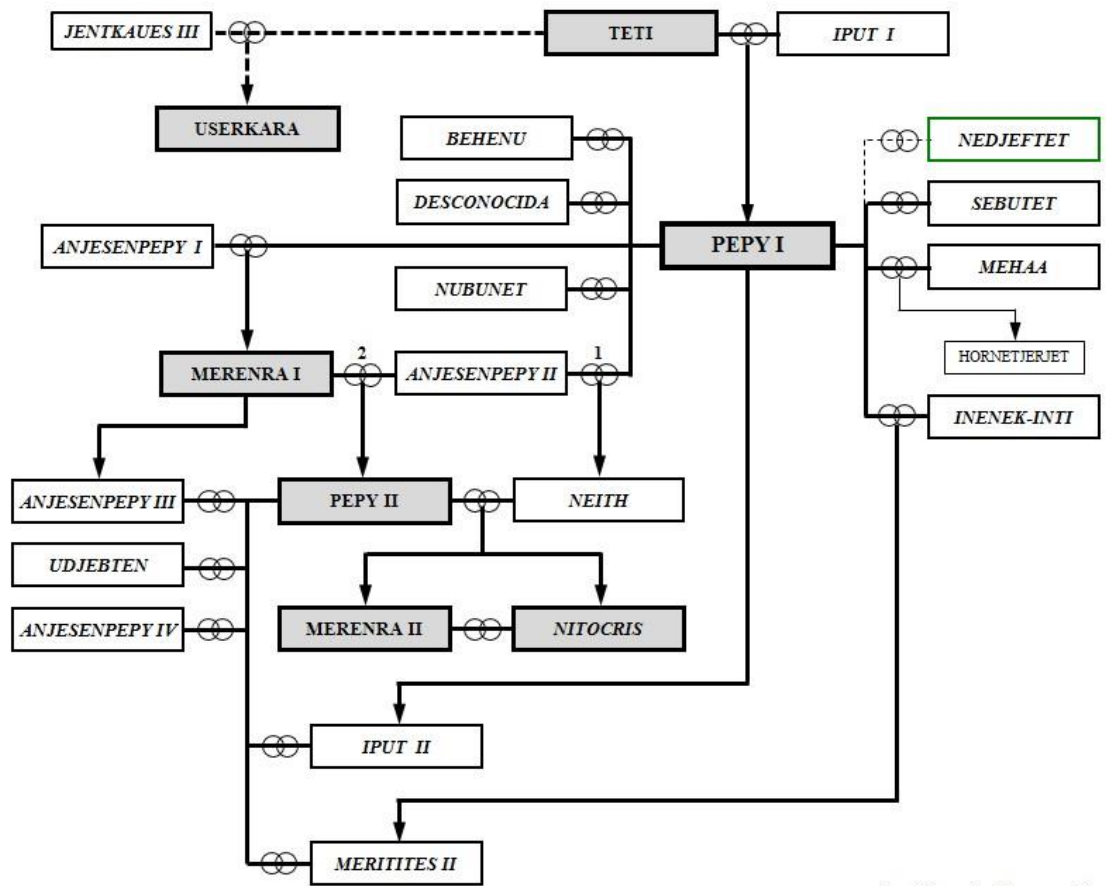 JENTKAUES III
TETI
IPUT I
USERKARA
BEHENU
NEDJEFTET
DESCONOCIDA
SEBUTET
ANJESENPEPY I
PEPY I
MEHAA
NUBUNET
HORNETJERJET
2
1
MERENRA I
ANJESENPEPY II
INENEK-INTI
ANJESENPEPY III
PEPY II
NEITH
UDJEBTEN
MERENRA II
NITOCRIS
ANJESENPEPY IV
IPUT II
MERITITES II